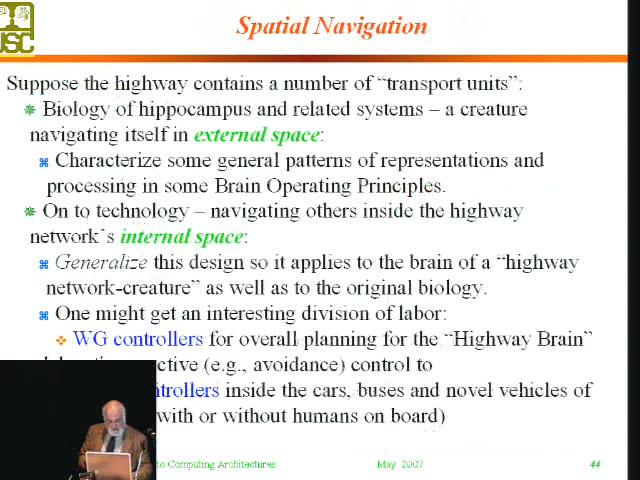 USC
Spatial Navigation
Suppose the highway contains a number of “transport units”:
Biology of hippocampus and related systems – a creature
navigating itself in external space:
Characterize some general patterns of representations and
processing in some Brain Operating Principles.
On to technology – navigating others inside the highway
network's internal space:
Generalize this design so it applies to the brain of a “highway
network-creature” as well as to the original biology.
One might get an interesting division of labor:
WG controllers for overall planning for the “Highway Brain”
(e.g., avoidance) control to
inside the cars, buses and novel vehicles of
with or without humans on board)
to Computing Architectures May 2007 44